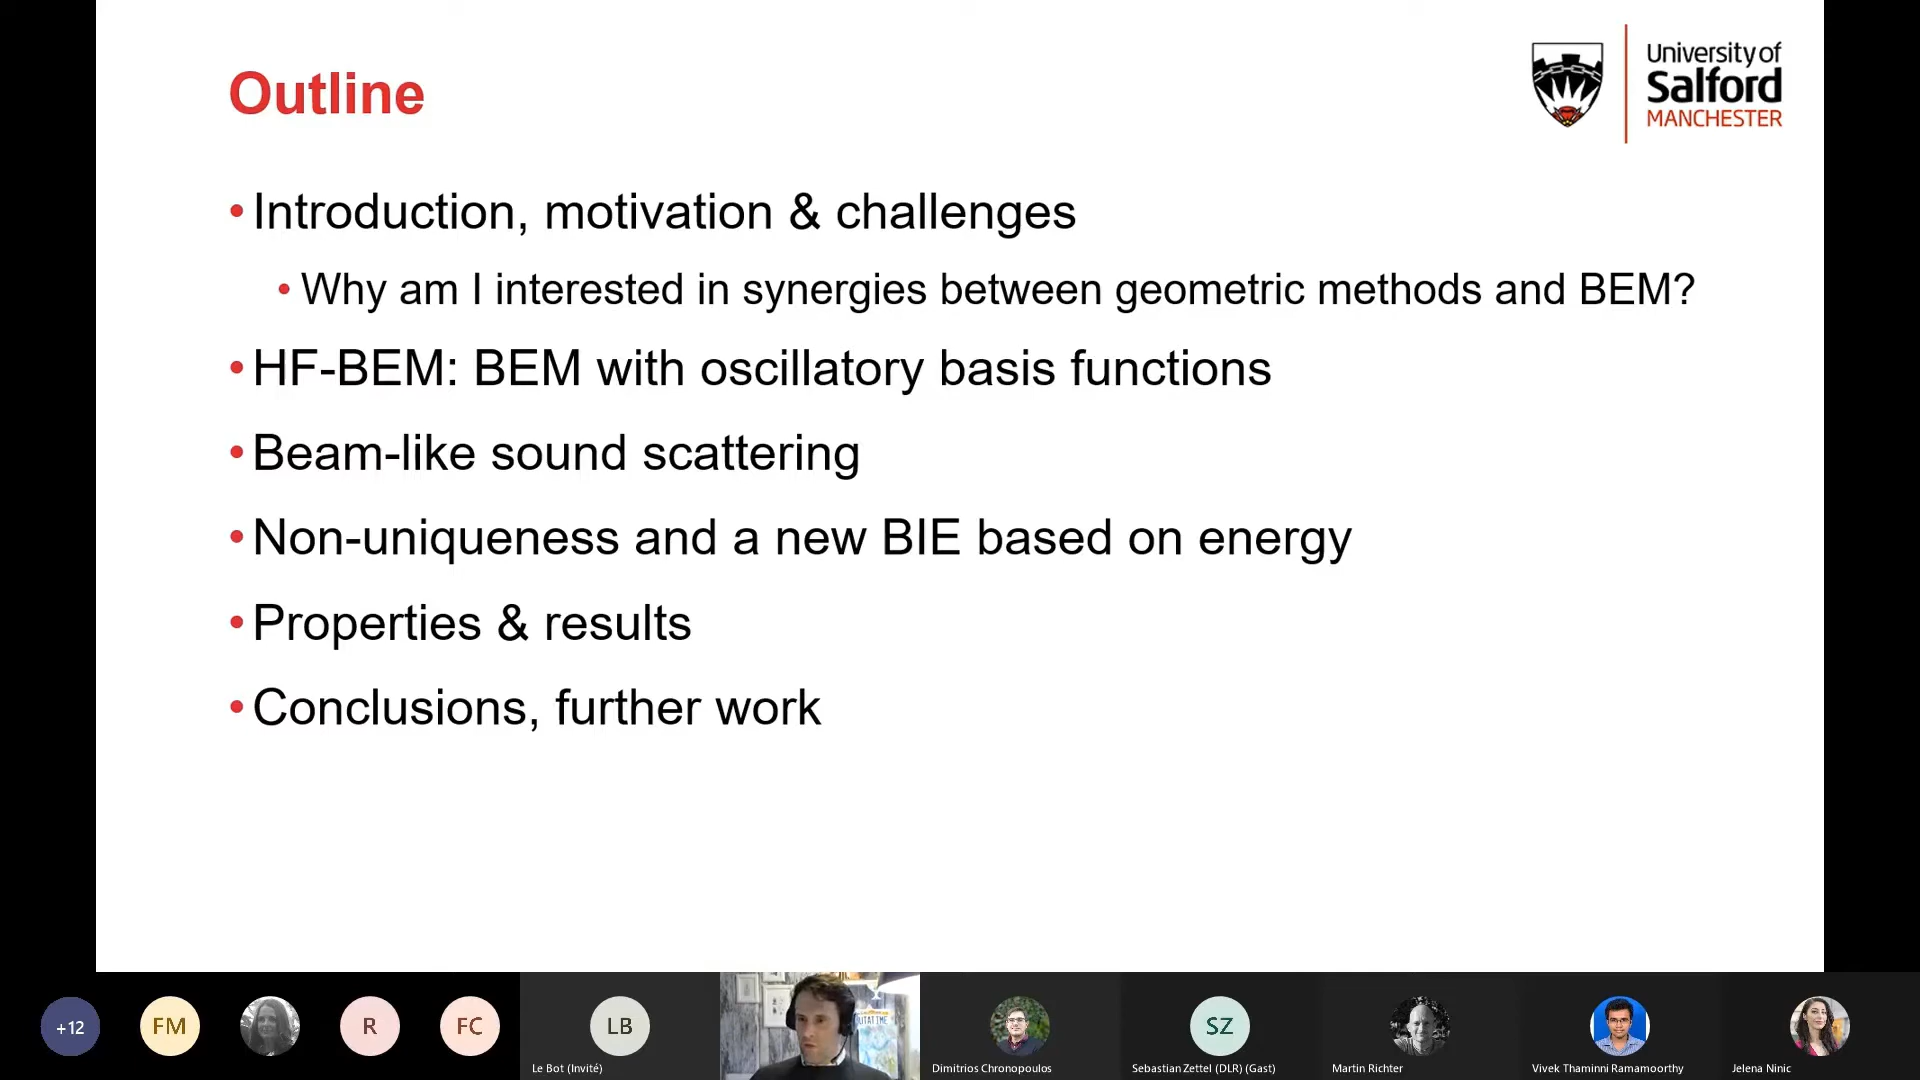 Outline
University of
Salford
MANCHESTER
•Introduction, motivation & challenges
•Why am I interested in synergies between geometric methods and BEM?
•HF-BEM: BEM with oscillatory basis functions
•Beam-like sound scattering
•Non-uniqueness and a new BIE based on energy
•Properties & results
•Conclusions, further work
+12
FM
R
FC
LB
SZ
Le Bot (Invité)
Dimitrios Chronopoulos
Sebastian Zettel (DLR) (Gast)
Martin Richter
Vivek Thaminni Ramamoorthy
Jelena Ninic